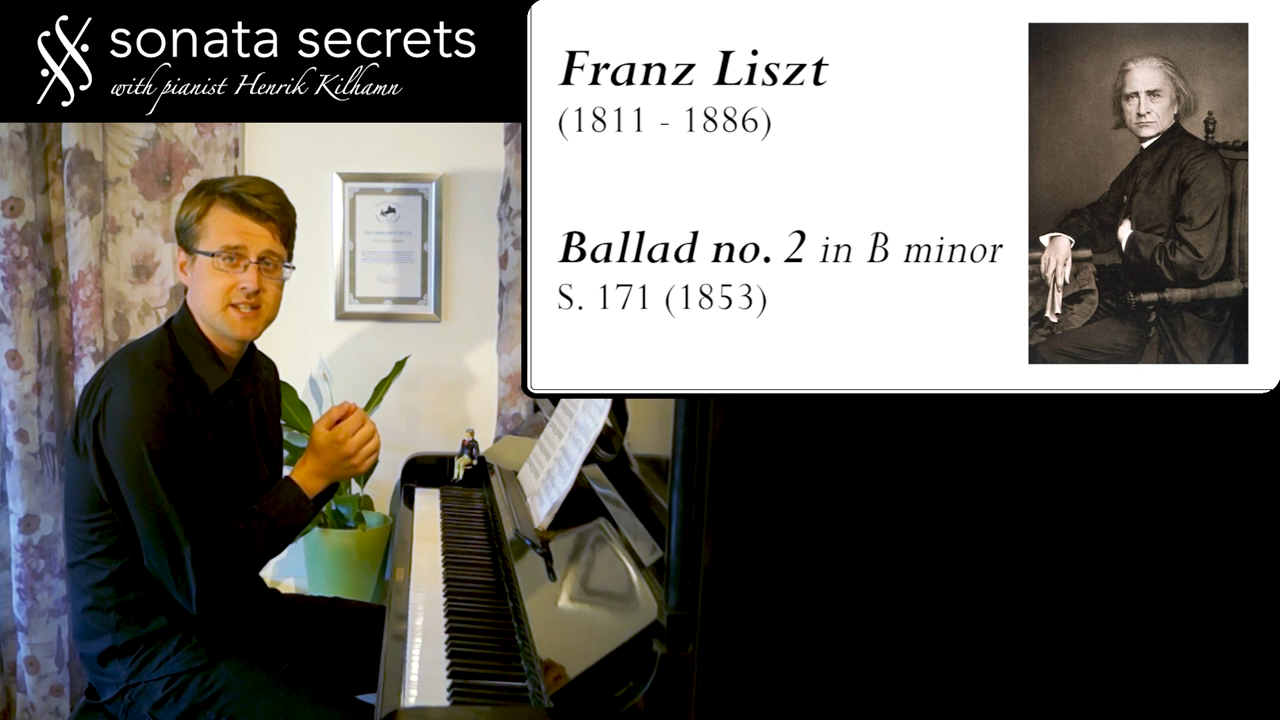 sonata secrets
with pianist Henrik Kilhamn
Franz Liszt
(1811 - 1886)
Ballad no. 2 in B minor
S. 171 (1853)